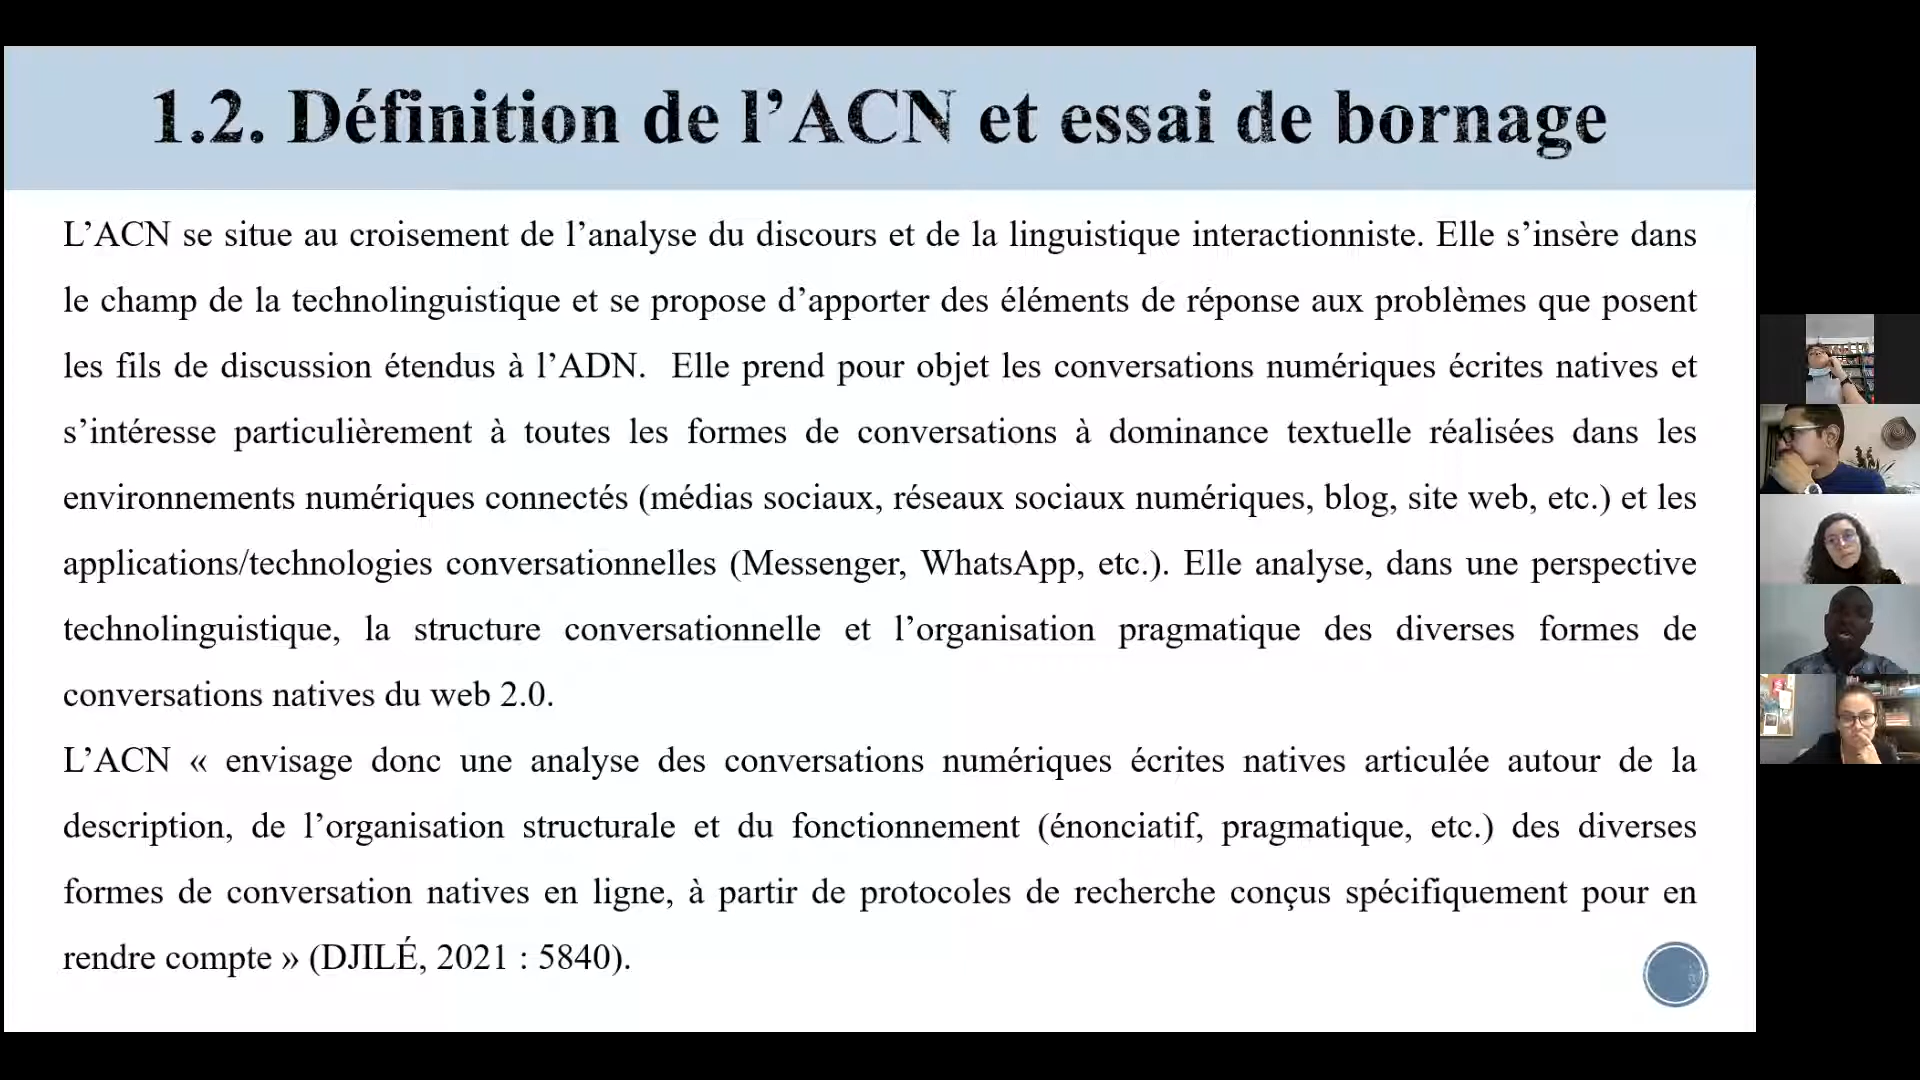 1.2. Définition de l’ACN et essai de bornage
L’ACN se situe au croisement de l’analyse du discours et de la linguistique interactionniste. Elle s’insère dans
le champ de la technolinguistique et se propose d’apporter des éléments de réponse aux problèmes que posent
les fils de discussion étendus à l’ADN. Elle prend pour objet les conversations numériques écrites natives et
s’intéresse particulièrement à toutes les formes de conversations à dominance textuelle réalisées dans les
environnements numériques connectés (médias sociaux, réseaux sociaux numériques, blog, site web, etc.) et les
applications/technologies conversationnelles (Messenger, WhatsApp, etc.). Elle analyse, dans une perspective
technolinguistique, la structure conversationnelle et l’organisation pragmatique des diverses formes de
conversations natives du web 2.0.
L’ACN « envisage donc une analyse des conversations numériques écrites natives articulée autour de la
description, de l’organisation structurale et du fonctionnement (énonciatif, pragmatique, etc.) des diverses
formes de conversation natives en ligne, à partir de protocoles de recherche conçus spécifiquement pour en
rendre compte » (DJILÉ, 2021 : 5840).